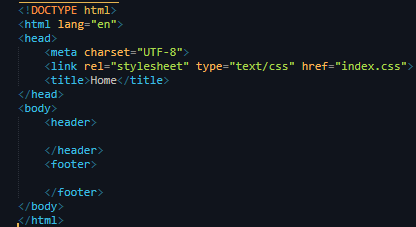 <!DOCTYPE html>
<html lang="en">
<head>
    <meta charset="UTF-8">
    <link rel="stylesheet" type="text/css" href="index.css">
    <title>Home</title>
</head>
<body>
    <header>

    </header>
    <footer>

    </footer>
</body>
</html>